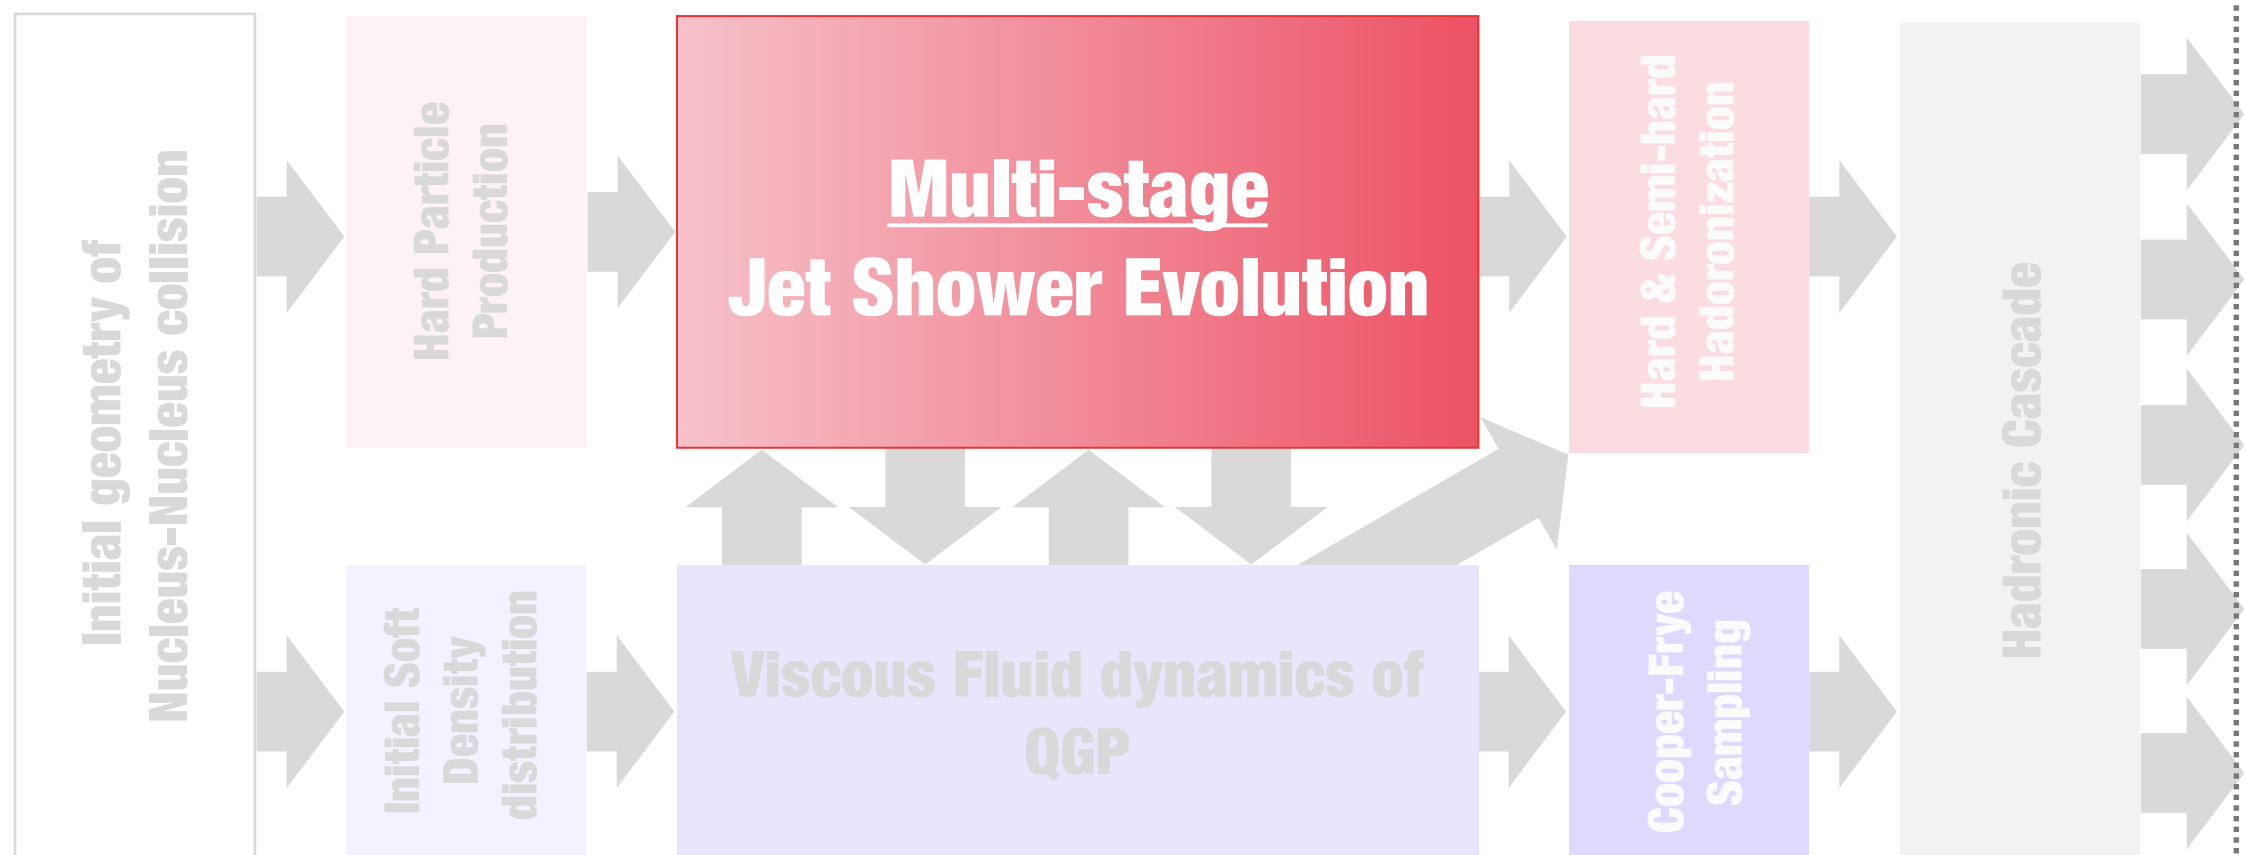 Initial geometry of
Nucleus-Nucleus collision
Hard Particle
Production
Multi-stage
Jet Shower Evolution
Hard & Semi-hard
Hadoronization
Hadronic Cascade
Initial Soft
Density
distribution
Viscous Fluid dynamics of
QGP
Cooper-Frye
Sampling